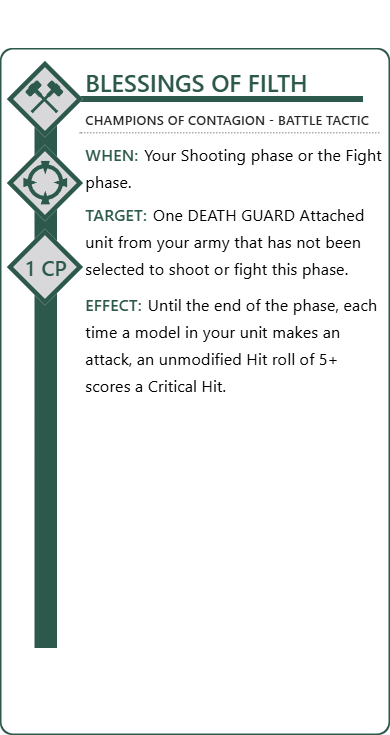 BLESSINGS OF FILTH
CHAMPIONS OF CONTAGION - BATTLE TACTIC
WHEN: Your Shooting phase or the Fight
phase.
TARGET: One DEATH GUARD Attached
unit from your army that has not been
selected to shoot or fight this phase.
1 CP
EFFECT: Until the end of the phase, each
time a model in your unit makes an
attack, an unmodified Hit roll of 5+
scores a Critical Hit.